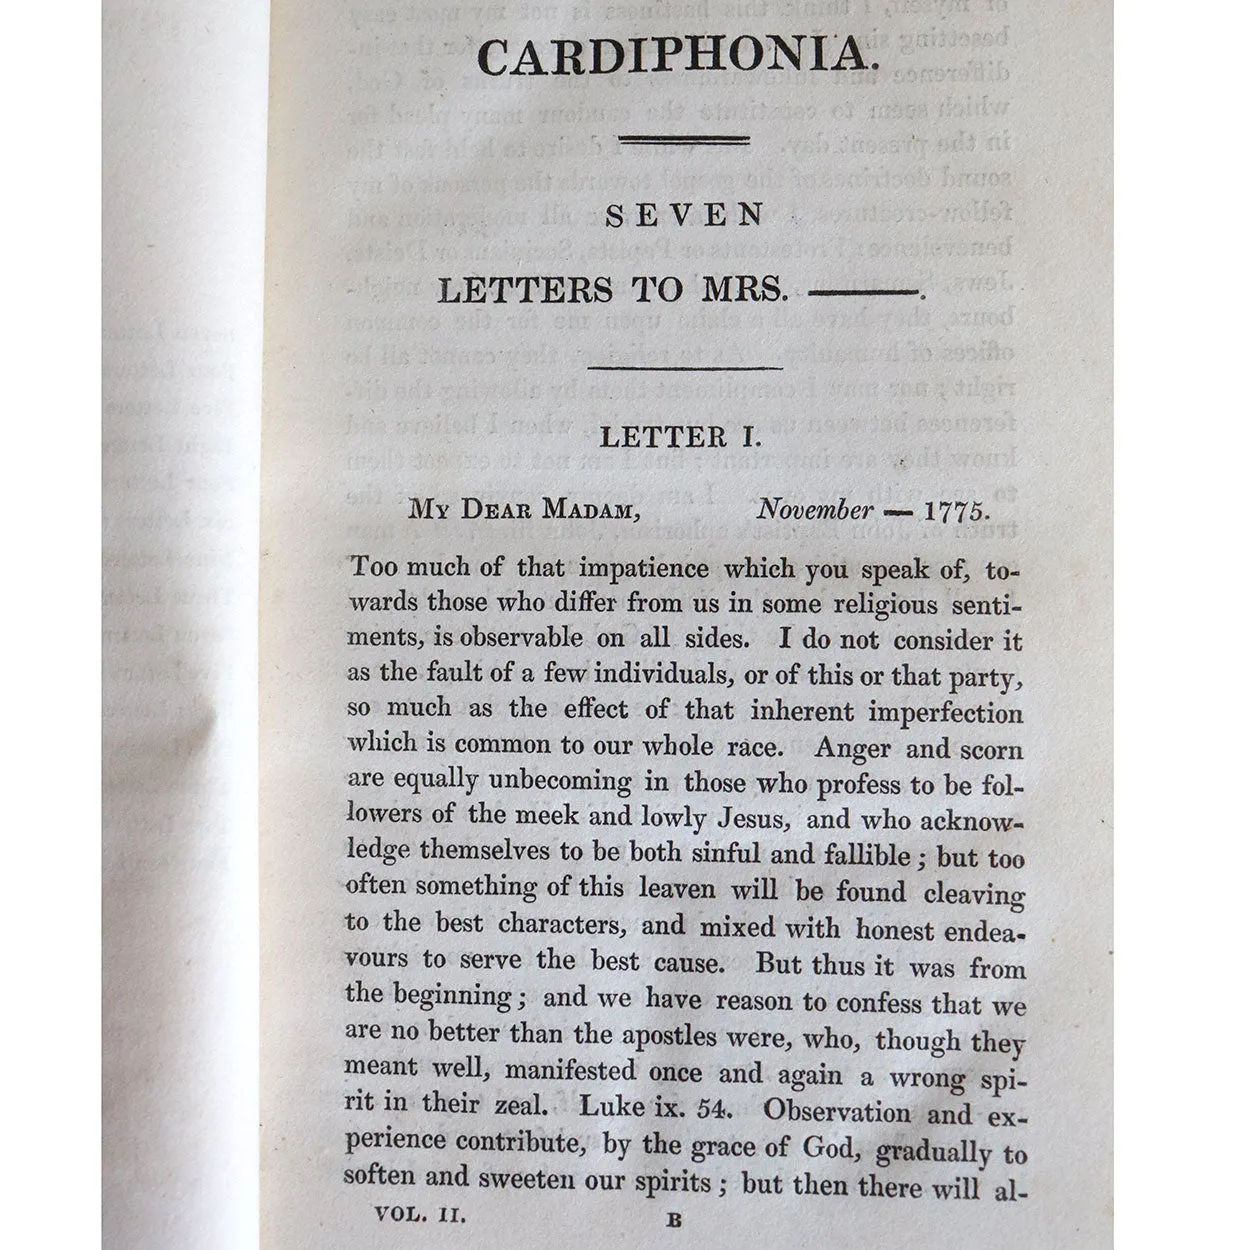 CARDIPHONIA.
SEVEN
LETTERS TO MRS. ———.
LETTER I.
My Dear Madam, November — 1775.
Too much of that impatience which you speak of, to-
wards those who differ from us in some religious senti-
ments, is observable on all sides. I do not consider it
as the fault of a few individuals, or of this or that party,
so much as the effect of that inherent imperfection
which is common to our whole race. Anger and scorn
are equally unbecoming in those who profess to be fol-
lowers of the meek and lowly Jesus, and who acknow-
ledge themselves to be both sinful and fallible; but too
often something of this leaven will be found cleaving
to the best characters, and mixed with honest endea-
vours to serve the best cause. But thus it was from
the beginning; and we have reason to confess that we
are no better than the apostles were, who, though they
meant well, manifested once and again a wrong spi-
rit in their zeal. Luke ix. 54. Observation and ex-
perience contribute, by the grace of God, gradually to
soften and sweeten our spirits; but then there will al-
VOL. II. B